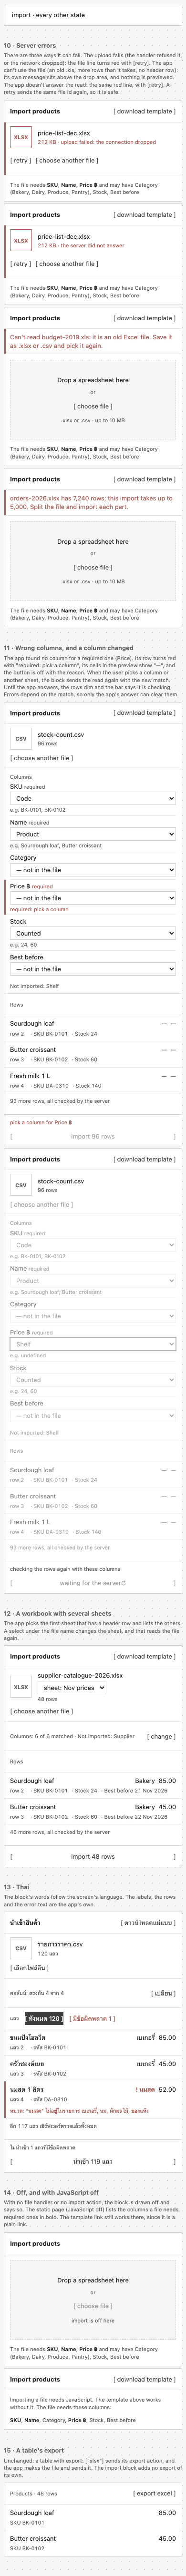 import · every other state
10 · Server errors
There are three ways it can fail. The upload fails (the handler refused it, or the network dropped): the file line turns red with [retry]. The app can't use the file (an old .xls, more rows than it takes, no header row): its own message sits above the drop area, and nothing is previewed. The app doesn't answer the read: the file line says so, with [retry]. A retry sends the same file again, so it is safe.
Import products
[ download template ]
XLSX
price-list-dec.xlsx
212 KB · upload failed: the connection dropped
[ retry ] [ choose another file ]
The file needs SKU, Name, Price ฿ and may have Category (Bakery, Dairy, Produce, Pantry), Stock, Best before
Import products
[ download template ]
XLSX
price-list-dec.xlsx
212 KB · the server did not answer
[ retry ] [ choose another file ]
The file needs SKU, Name, Price ฿ and may have Category (Bakery, Dairy, Produce, Pantry), Stock, Best before
Import products
[ download template ]
Can't read budget-2019.xls: it is an old Excel file. Save it as .xlsx or .csv and pick it again.
Drop a spreadsheet here
or
[ choose file ]
.xlsx or .csv · up to 10 MB
The file needs SKU, Name, Price ฿ and may have Category (Bakery, Dairy, Produce, Pantry), Stock, Best before
Import products
[ download template ]
orders-2026.xlsx has 7,240 rows; this import takes up to 5,000. Split the file and import each part.
Drop a spreadsheet here
or
[ choose file ]
.xlsx or .csv · up to 10 MB
The file needs SKU, Name, Price ฿ and may have Category (Bakery, Dairy, Produce, Pantry), Stock, Best before
11 · Wrong columns, and a column changed
The app found no column for a required one (Price). Its row turns red with "required: pick a column", its cells in the preview show "—", and the button is off with the reason. When the user picks a column or another sheet, the block sends the file again with the new match. Until the app answers, the rows dim and the bar says it is checking. Errors depend on the match, so only the app's answer can clear them.
Import products
[ download template ]
CSV
stock-count.csv
96 rows
[ choose another file ]
Columns
SKU required
Code
e.g. BK-0101, BK-0102
Name required
Product
e.g. Sourdough loaf, Butter croissant
Category
— not in the file
Price ฿ required
— not in the file
required: pick a column
Stock
Counted
e.g. 24, 60
Best before
— not in the file
Not imported: Shelf
Rows
Sourdough loaf — —
row 2 · SKU BK-0101 · Stock 24
Butter croissant — —
row 3 · SKU BK-0102 · Stock 60
Fresh milk 1 L — —
row 4 · SKU DA-0310 · Stock 140
93 more rows, all checked by the server
pick a column for Price ฿
[ import 96 rows ]
Import products
[ download template ]
CSV
stock-count.csv
96 rows
[ choose another file ]
Columns
SKU required
Code
e.g. BK-0101, BK-0102
Name required
Product
e.g. Sourdough loaf, Butter croissant
Category
— not in the file
Price ฿ required
Shelf
e.g. undefined
Stock
Counted
e.g. 24, 60
Best before
— not in the file
Not imported: Shelf
Rows
Sourdough loaf — —
row 2 · SKU BK-0101 · Stock 24
Butter croissant — —
row 3 · SKU BK-0102 · Stock 60
Fresh milk 1 L — —
row 4 · SKU DA-0310 · Stock 140
93 more rows, all checked by the server
checking the rows again with these columns
[ waiting for the server ]
12 · A workbook with several sheets
The app picks the first sheet that has a header row and lists the others. A select under the file name changes the sheet, and that reads the file again.
Import products
[ download template ]
XLSX
supplier-catalogue-2026.xlsx
sheet: Nov prices
48 rows
[ choose another file ]
Columns: 6 of 6 matched · Not imported: Supplier
[ change ]
Rows
Sourdough loaf Bakery 85.00
row 2 · SKU BK-0101 · Stock 24 · Best before 21 Nov 2026
Butter croissant Bakery 45.00
row 3 · SKU BK-0102 · Stock 60 · Best before 22 Nov 2026
46 more rows, all checked by the server
[ import 48 rows ]
13 · Thai
The block's words follow the screen's language. The labels, the rows and the error text are the app's own.
นำเข้าสินค้า
[ ดาวน์โหลดแม่แบบ ]
CSV
รายการราคา.csv
120 แถว
[ เลือกไฟล์อื่น ]
คอลัมน์: ตรงกัน 4 จาก 4
[ เปลี่ยน ]
แถว [ ทั้งหมด 120 ] [ มีข้อผิดพลาด 1 ]
ขนมปังโฮลวีต เบเกอรี่ 85.00
แถว 2 · รหัส BK-0101
ครัวซองต์เนย เบเกอรี่ 45.00
แถว 3 · รหัส BK-0102
นมสด 1 ลิตร ! นมสด 52.00
แถว 4 · รหัส DA-0310
หมวด: "นมสด" ไม่อยู่ในรายการ เบเกอรี่, นม, ผักผลไม้, ของแห้ง
อีก 117 แถว เซิร์ฟเวอร์ตรวจแล้วทั้งหมด
ไม่นำเข้า 1 แถวที่มีข้อผิดพลาด
[ นำเข้า 119 แถว ]
14 · Off, and with JavaScript off
With no file handler or no import action, the block is drawn off and says so. The static page (JavaScript off) lists the columns a file needs, required ones in bold. The template link still works there, since it is a plain link.
Import products
Drop a spreadsheet here
or
[ choose file ]
import is off here
The file needs SKU, Name, Price ฿ and may have Category (Bakery, Dairy, Produce, Pantry), Stock, Best before
Import products
[ download template ]
Importing a file needs JavaScript. The template above works without it. The file needs these columns:
SKU, Name, Category, Price ฿, Stock, Best before
15 · A table's export
Unchanged: a table with export: ["xlsx"] sends its export action, and the app makes the file and sends it. The import block adds no export of its own.
Products · 48 rows
[ export excel ]
Sourdough loaf 85.00
SKU BK-0101
Butter croissant 45.00
SKU BK-0102